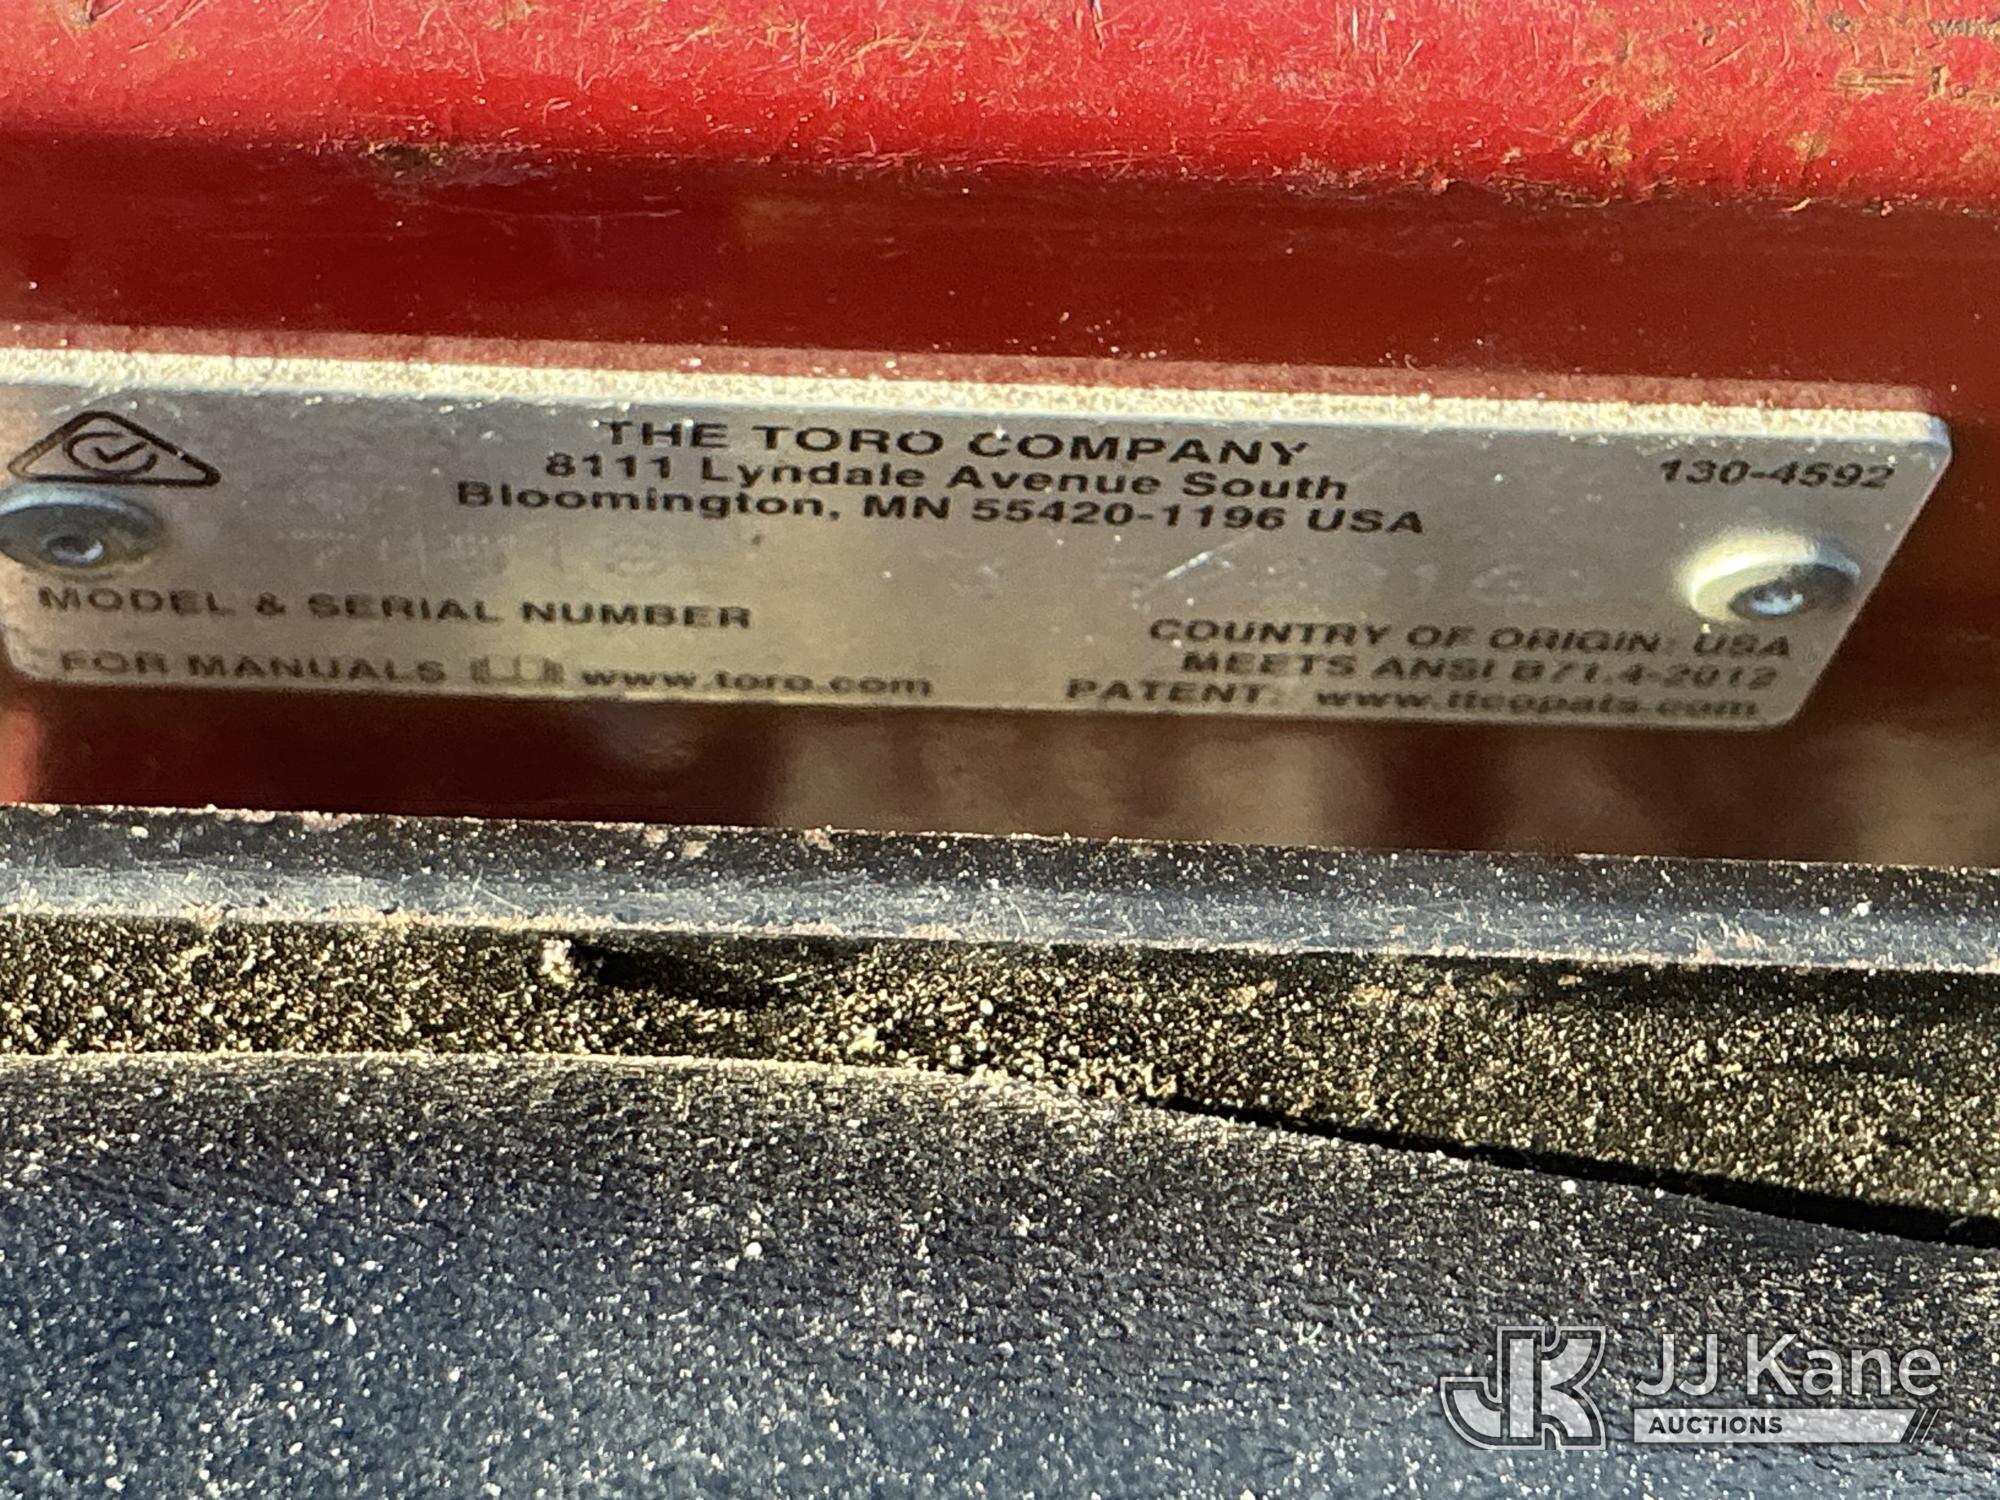 THE TORO COMPANY
8111 Lyndale Avenue South
Bloomington, MN 55420-1196 USA
130-4592
MODEL & SERIAL NUMBER
FOR MANUALS www.toro.com
COUNTRY OF ORIGIN: USA
MEETS ANSI B71.4-2012
PATENT: www.ttcopats.com
JK JJ Kane
AUCTIONS